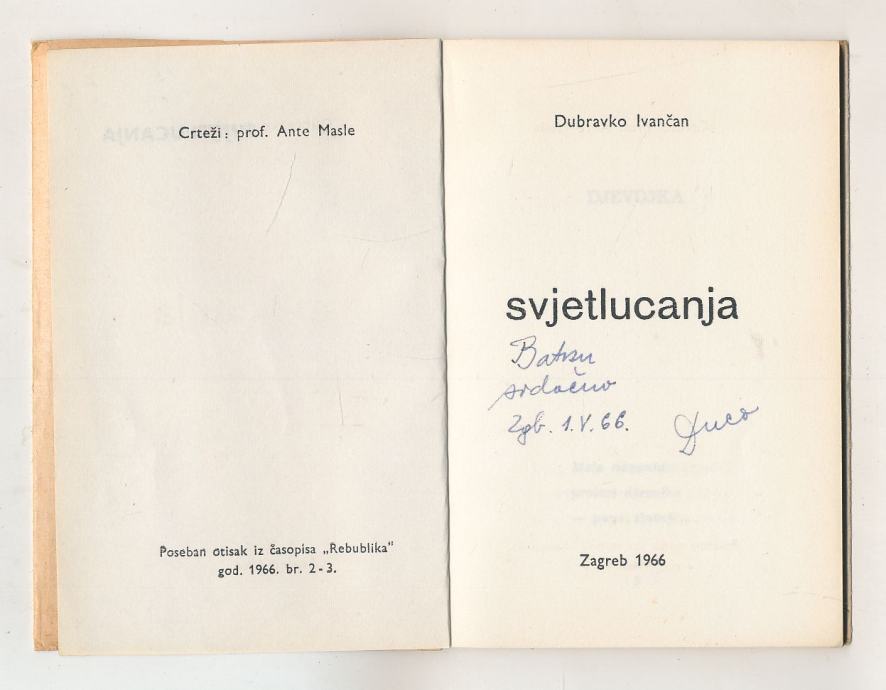 Crteži: prof. Ante Masle
Poseban otisak iz časopisa „Rebublika"
god. 1966. br. 2-3.
Dubravko Ivančan
svjetlucanja
srdačno
Zgb. 1.V.66.
Zagreb 1966